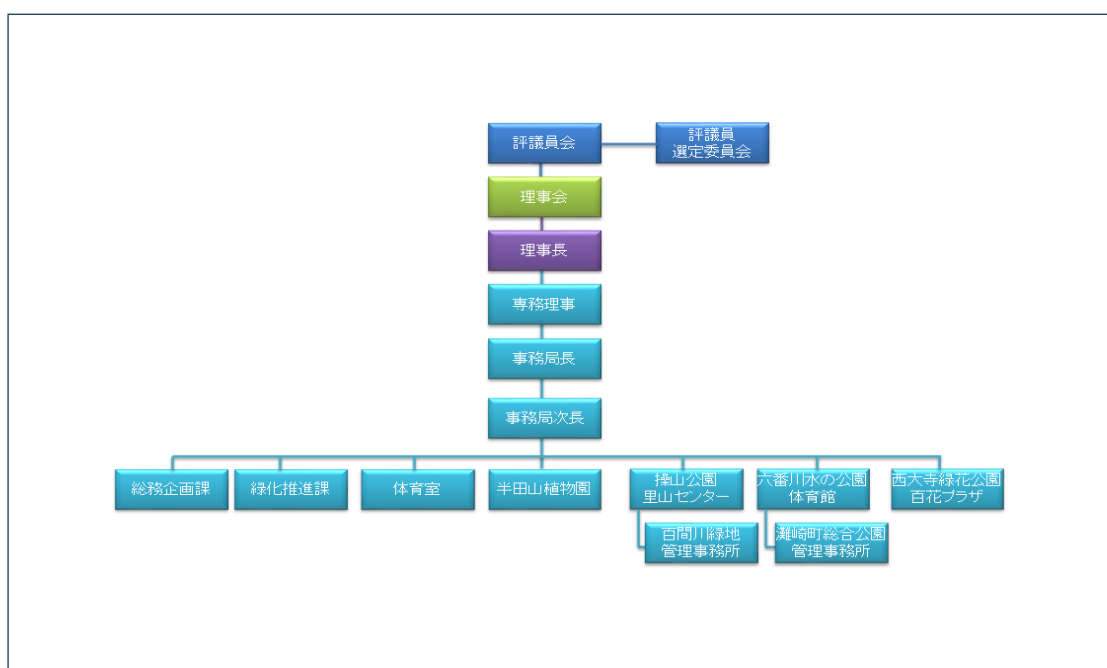 評議員会
評議員
選定委員会
理事会
理事長
専務理事
事務局長
事務局次長
総務企画課
緑化推進課
体育室
半田山植物園
操山公園
里山センター
六番川水の公園
体育館
西大寺緑花公園
百花プラザ
百間川緑地
管理事務所
灘崎町総合公園
管理事務所